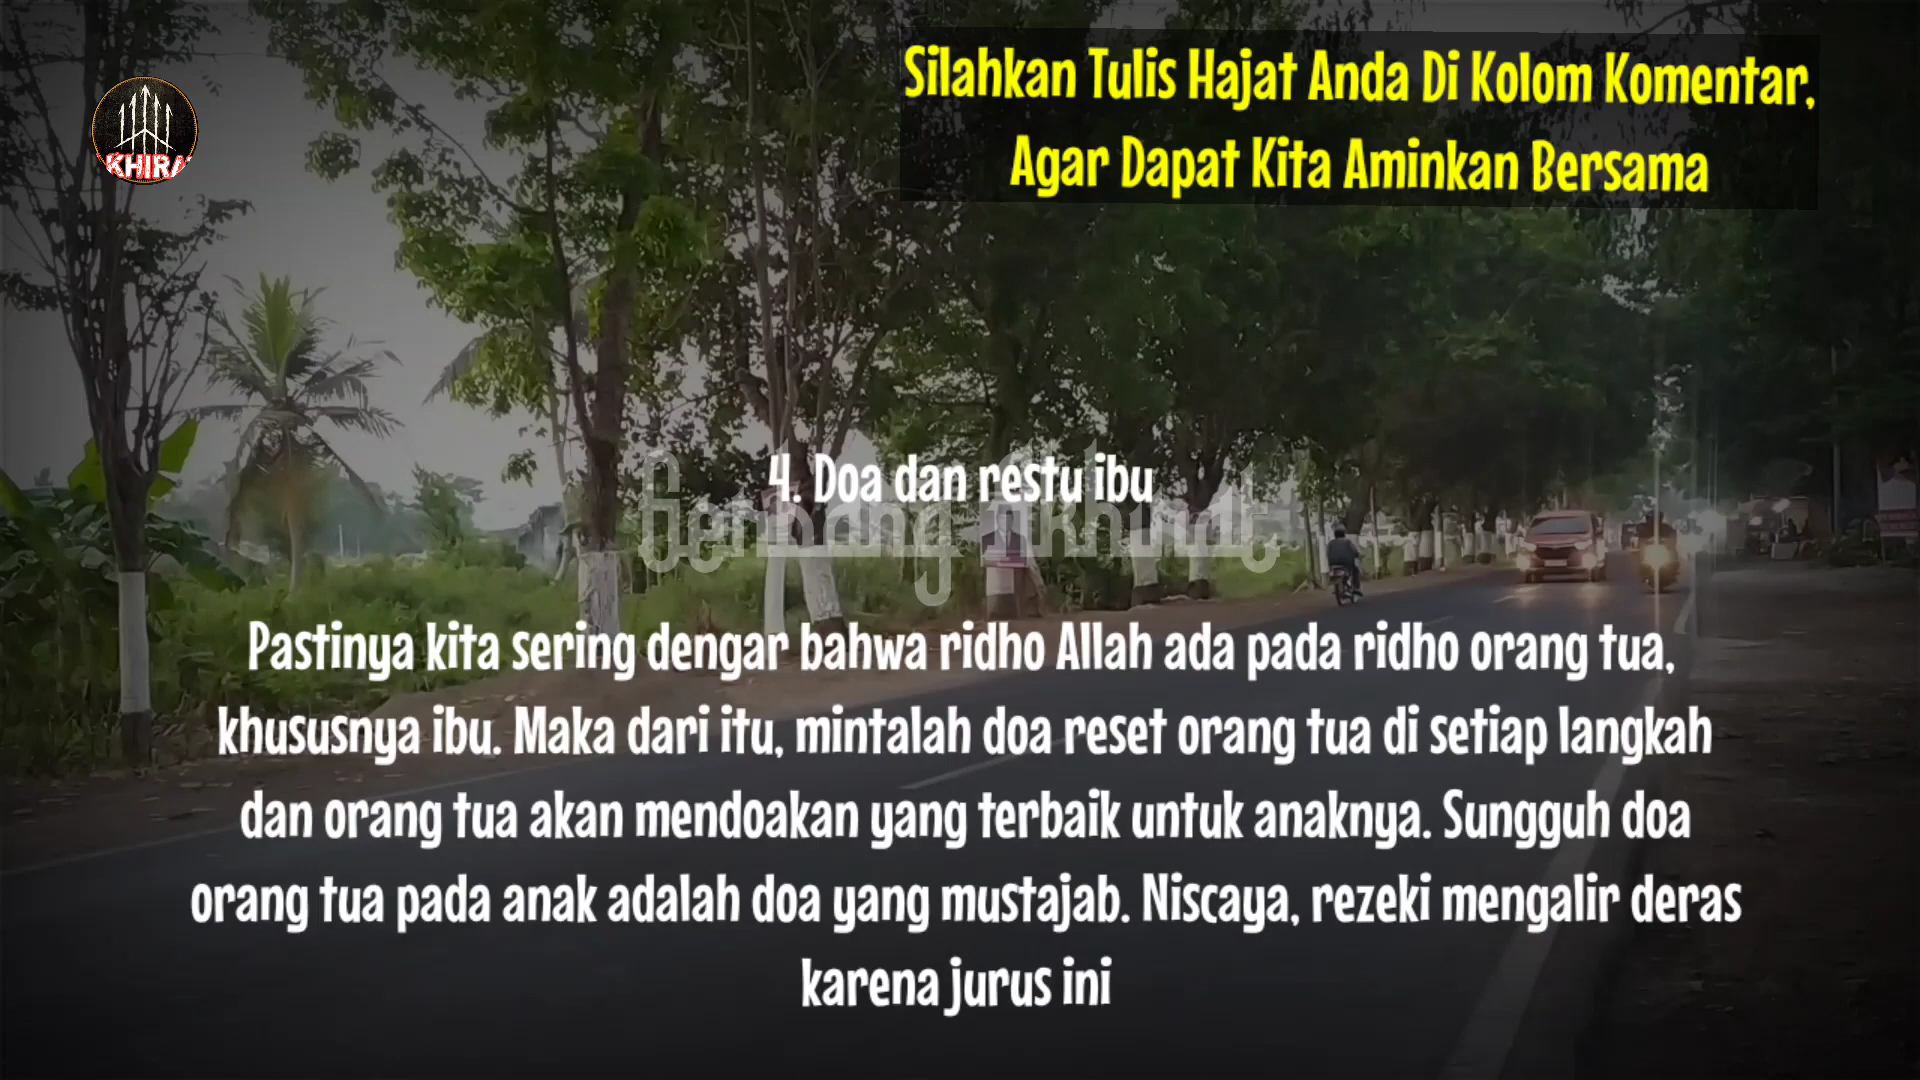 Silahkan Tulis Hajat Anda Di Kolom Komentar,
Agar Dapat Kita Aminkan Bersama
KHIRA
4. Doa dan restu ibu
Gerbang Akhirat
Pastinya kita sering dengar bahwa ridho Allah ada pada ridho orang tua,
khususnya ibu. Maka dari itu, mintalah doa reset orang tua di setiap langkah
dan orang tua akan mendoakan yang terbaik untuk anaknya. Sungguh doa
orang tua pada anak adalah doa yang mustajab. Niscaya, rezeki mengalir deras
karena jurus ini